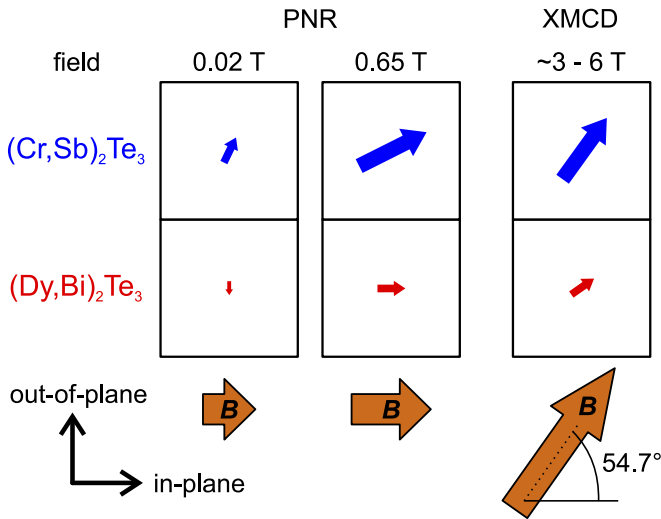 PNR XMCD
field 0.02 T 0.65 T ~3 - 6 T
(Cr,Sb)₂Te₃
(Dy,Bi)₂Te₃
out-of-plane
B B B
54.7°
in-plane